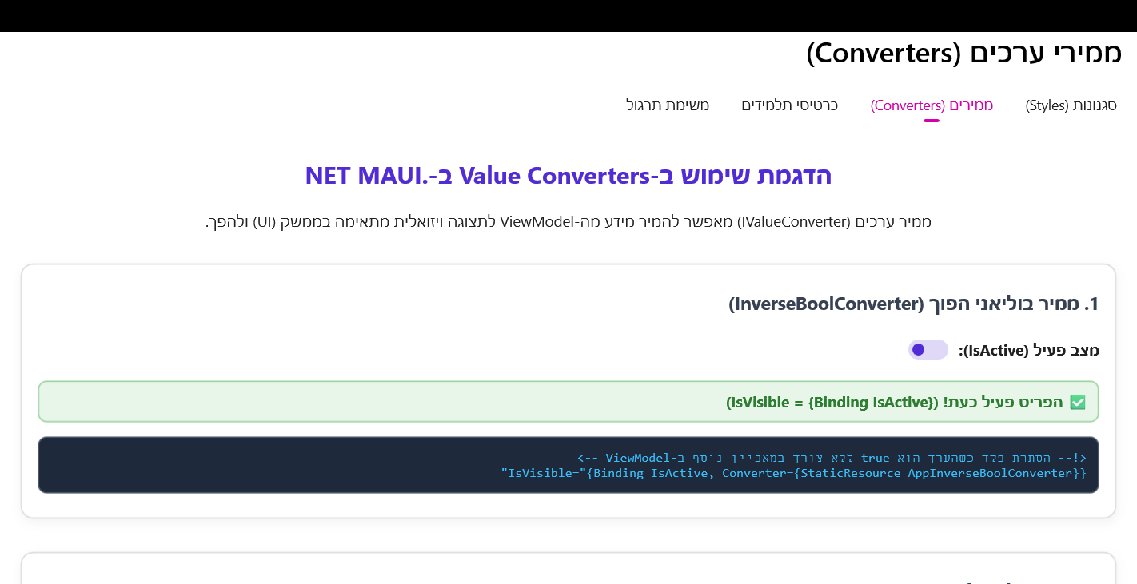 ממירי ערכים (Converters)
סגנונות (Styles)
ממירים (Converters)
כרטיסי תלמידים
משימת תרגול
הדגמת שימוש ב-Value Converters ב-.NET MAUI
ממיר ערכים (IValueConverter) מאפשר להמיר מידע מה-ViewModel לתצוגה ויזואלית מתאימה בממשק (UI) ולהפך.
1. ממיר בוליאני הפוך (InverseBoolConverter)
מצב פעיל (IsActive):
✅ הפריט פעיל כעת! (IsVisible = {Binding IsActive})
<!-- הסתרת בלד כשהערך הוא true ללא צורך במאפיין נוסף ב-ViewModel -->
IsVisible="{Binding IsActive, Converter={StaticResource AppInverseBoolConverter}}"